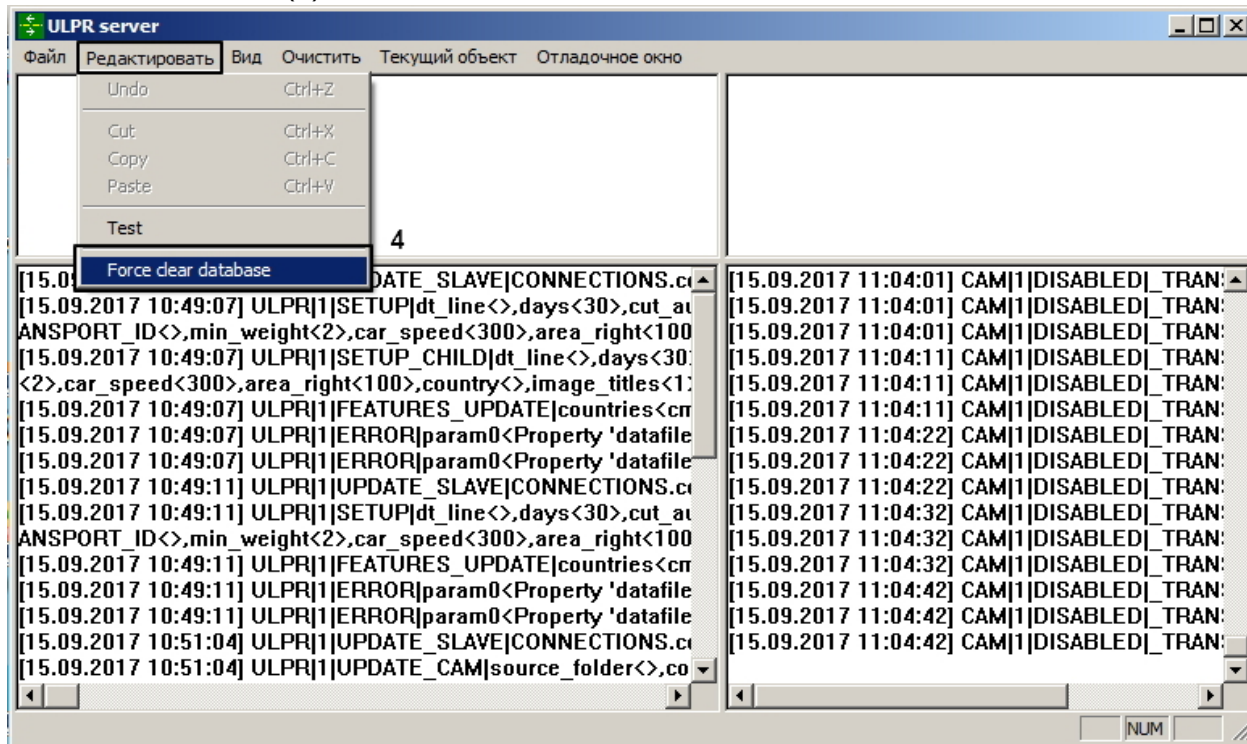 ULPR server
Файл Редактировать Вид Очистить Текущий объект Отладочное окно
Undo Ctrl+Z
Cut Ctrl+X
Copy Ctrl+C
Paste Ctrl+V
Test
4
Force clear database
[15.0 DATE_SLAVE|CONNECTIONS.co
[15.09.2017 10:49:07] ULPR|1|SETUP|dt_line<>,days<30>,cut_au
ANSPORT_ID<>,min_weight<2>,car_speed<300>,area_right<100
[15.09.2017 10:49:07] ULPR|1|SETUP_CHILD|dt_line<>,days<30>
<2>,car_speed<300>,area_right<100>,country<>,image_titles<1>
[15.09.2017 10:49:07] ULPR|1|FEATURES_UPDATE|countries<cm
[15.09.2017 10:49:07] ULPR|1|ERROR|param0<Property 'datafile
[15.09.2017 10:49:07] ULPR|1|ERROR|param0<Property 'datafile
[15.09.2017 10:49:11] ULPR|1|UPDATE_SLAVE|CONNECTIONS.co
[15.09.2017 10:49:11] ULPR|1|SETUP|dt_line<>,days<30>,cut_au
ANSPORT_ID<>,min_weight<2>,car_speed<300>,area_right<100
[15.09.2017 10:49:11] ULPR|1|FEATURES_UPDATE|countries<cm
[15.09.2017 10:49:11] ULPR|1|ERROR|param0<Property 'datafile
[15.09.2017 10:49:11] ULPR|1|ERROR|param0<Property 'datafile
[15.09.2017 10:51:04] ULPR|1|UPDATE_SLAVE|CONNECTIONS.co
[15.09.2017 10:51:04] ULPR|1|UPDATE_CAM|source_folder<>,co
[15.09.2017 11:04:01] CAM|1|DISABLED|_TRAN
[15.09.2017 11:04:01] CAM|1|DISABLED|_TRAN
[15.09.2017 11:04:01] CAM|1|DISABLED|_TRAN
[15.09.2017 11:04:11] CAM|1|DISABLED|_TRAN
[15.09.2017 11:04:11] CAM|1|DISABLED|_TRAN
[15.09.2017 11:04:11] CAM|1|DISABLED|_TRAN
[15.09.2017 11:04:22] CAM|1|DISABLED|_TRAN
[15.09.2017 11:04:22] CAM|1|DISABLED|_TRAN
[15.09.2017 11:04:22] CAM|1|DISABLED|_TRAN
[15.09.2017 11:04:32] CAM|1|DISABLED|_TRAN
[15.09.2017 11:04:32] CAM|1|DISABLED|_TRAN
[15.09.2017 11:04:32] CAM|1|DISABLED|_TRAN
[15.09.2017 11:04:42] CAM|1|DISABLED|_TRAN
[15.09.2017 11:04:42] CAM|1|DISABLED|_TRAN
[15.09.2017 11:04:42] CAM|1|DISABLED|_TRAN
NUM